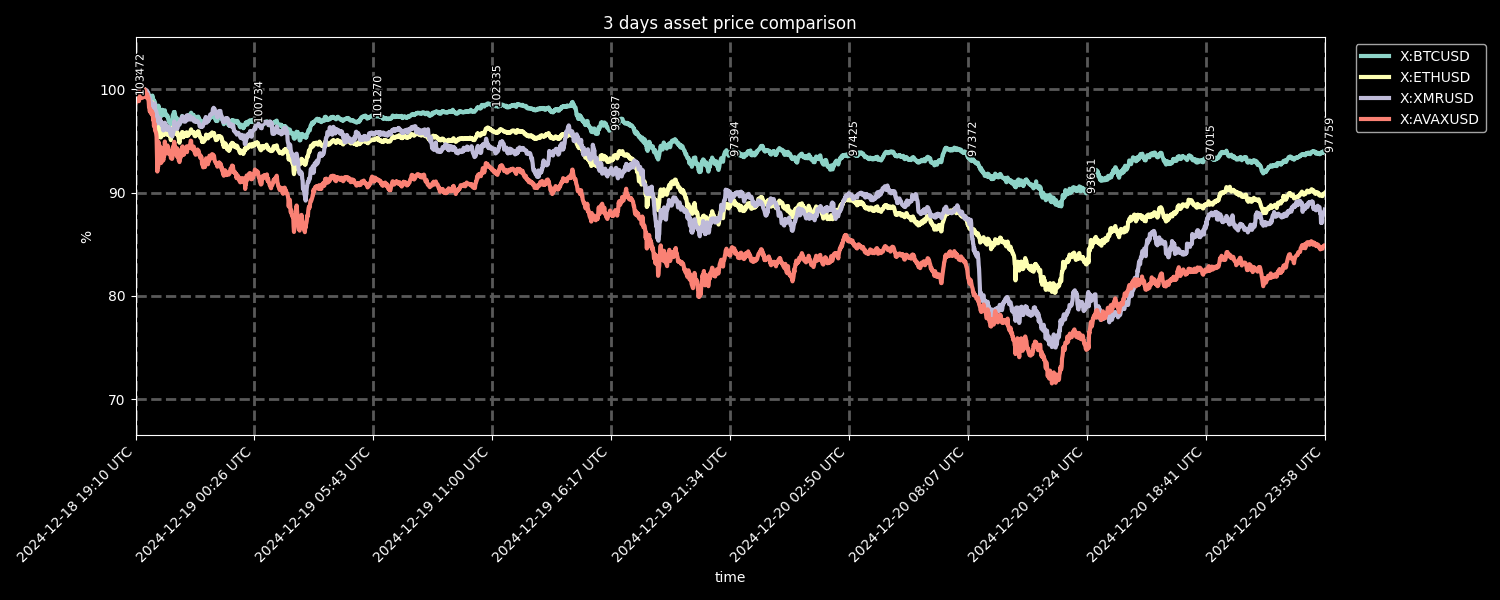 3 days asset price comparison
X:BTCUSD
X:ETHUSD
X:XMRUSD
X:AVAXUSD
100
90
80
70
%
103472
100734
101270
102335
99987
97394
97425
97372
93651
97015
97759
2024-12-18 19:10 UTC
2024-12-19 00:26 UTC
2024-12-19 05:43 UTC
2024-12-19 11:00 UTC
2024-12-19 16:17 UTC
2024-12-19 21:34 UTC
2024-12-20 02:50 UTC
2024-12-20 08:07 UTC
2024-12-20 13:24 UTC
2024-12-20 18:41 UTC
2024-12-20 23:58 UTC
time